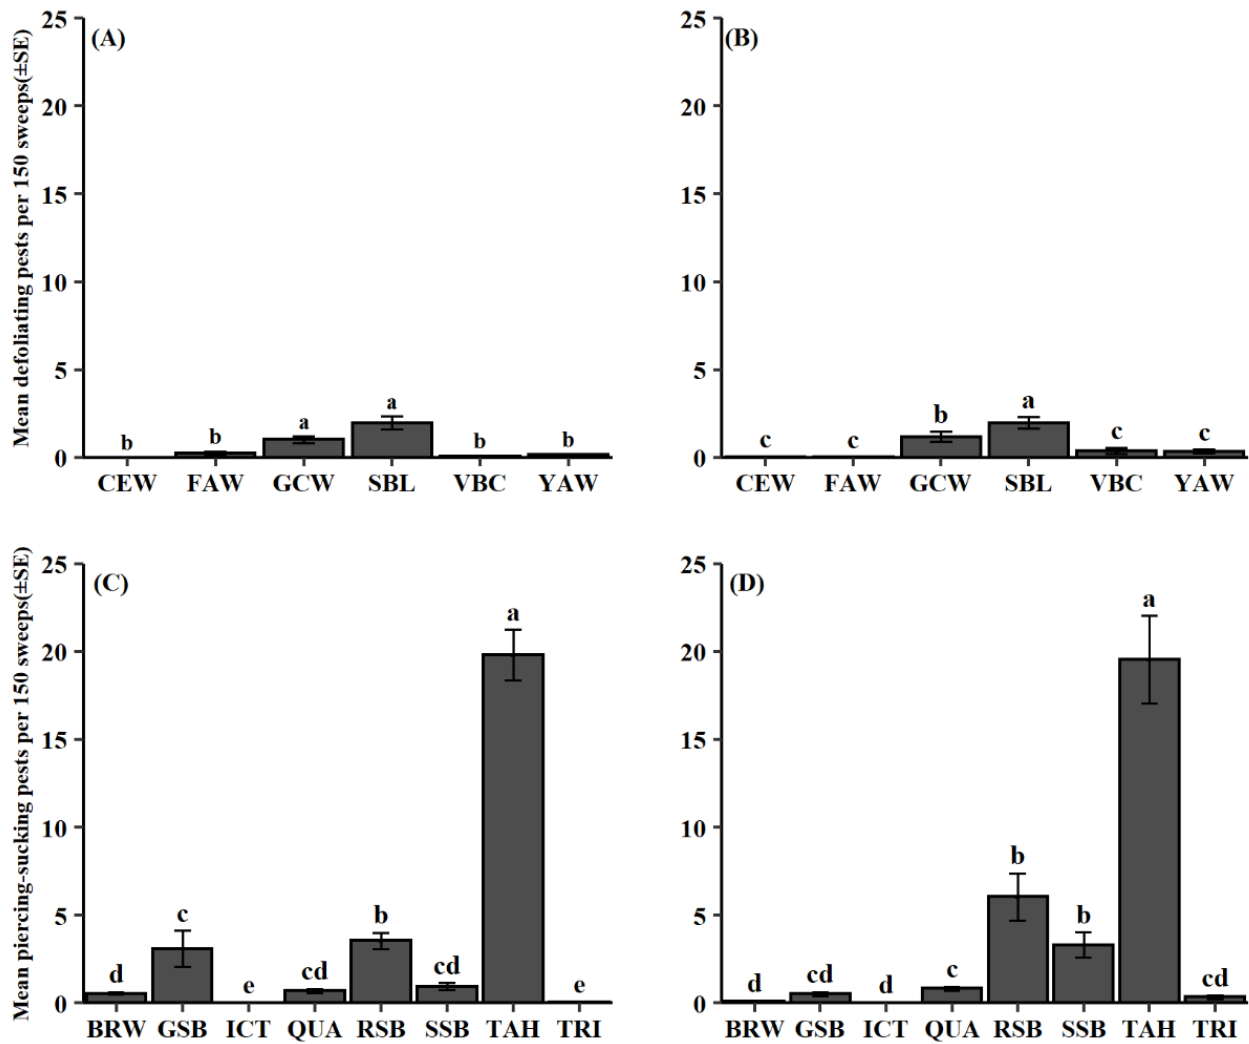 Mean defoliating pests per 150 sweeps(±SE)
25
20
15
10
5
0
(A)
b
b
a
a
b
b
CEW FAW GCW SBL VBC YAW
25
20
15
10
5
0
(B)
c
c
b
a
c
c
CEW FAW GCW SBL VBC YAW
Mean piercing-sucking pests per 150 sweeps(±SE)
25
20
15
10
5
0
(C)
d
c
e
cd
b
cd
a
e
BRW GSB ICT QUA RSB SSB TAH TRI
25
20
15
10
5
0
(D)
d
cd
d
c
b
b
a
cd
BRW GSB ICT QUA RSB SSB TAH TRI